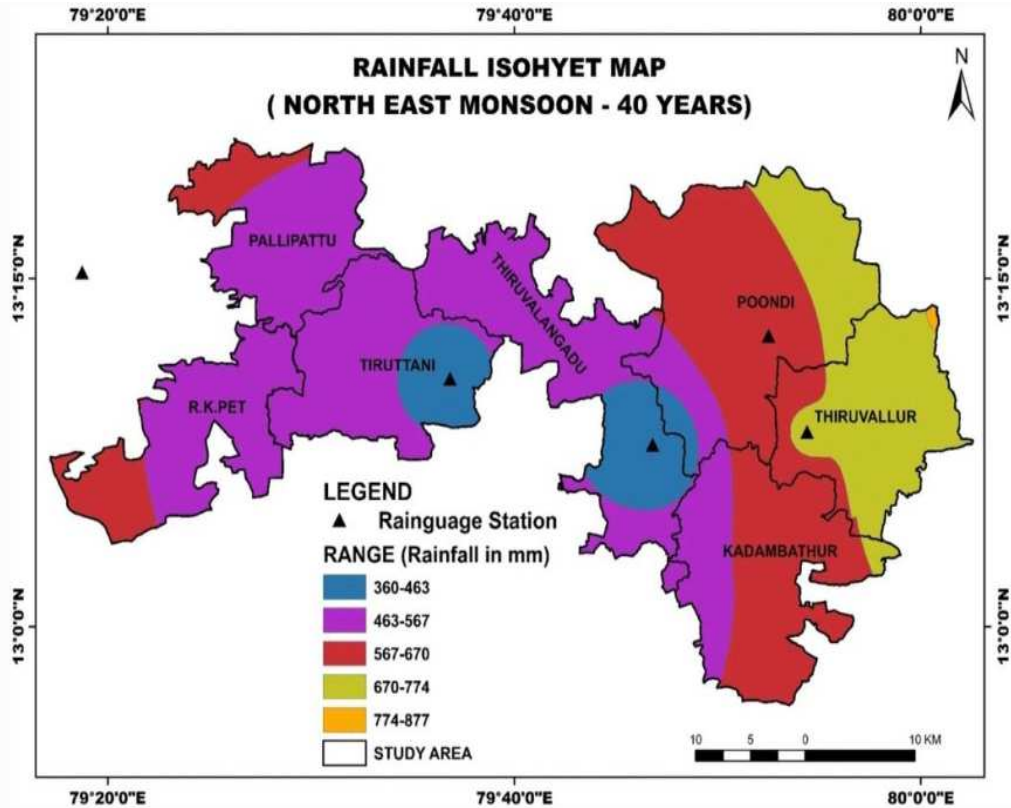 79°20'0"E
79°40'0"E
80°0'0"E
RAINFALL ISOHYET MAP
( NORTH EAST MONSOON - 40 YEARS)
N
13°15'0"N
13°15'0"N
PALLIPATTU
THIRUVALANGADU
POONDI
TIRUTTANI
R.K.PET
THIRUVALLUR
KADAMBATHUR
LEGEND
Rainguage Station
RANGE (Rainfall in mm)
360-463
463-567
567-670
670-774
774-877
STUDY AREA
13°0'0"N
13°0'0"N
10 5 0 10 KM
79°20'0"E
79°40'0"E
80°0'0"E